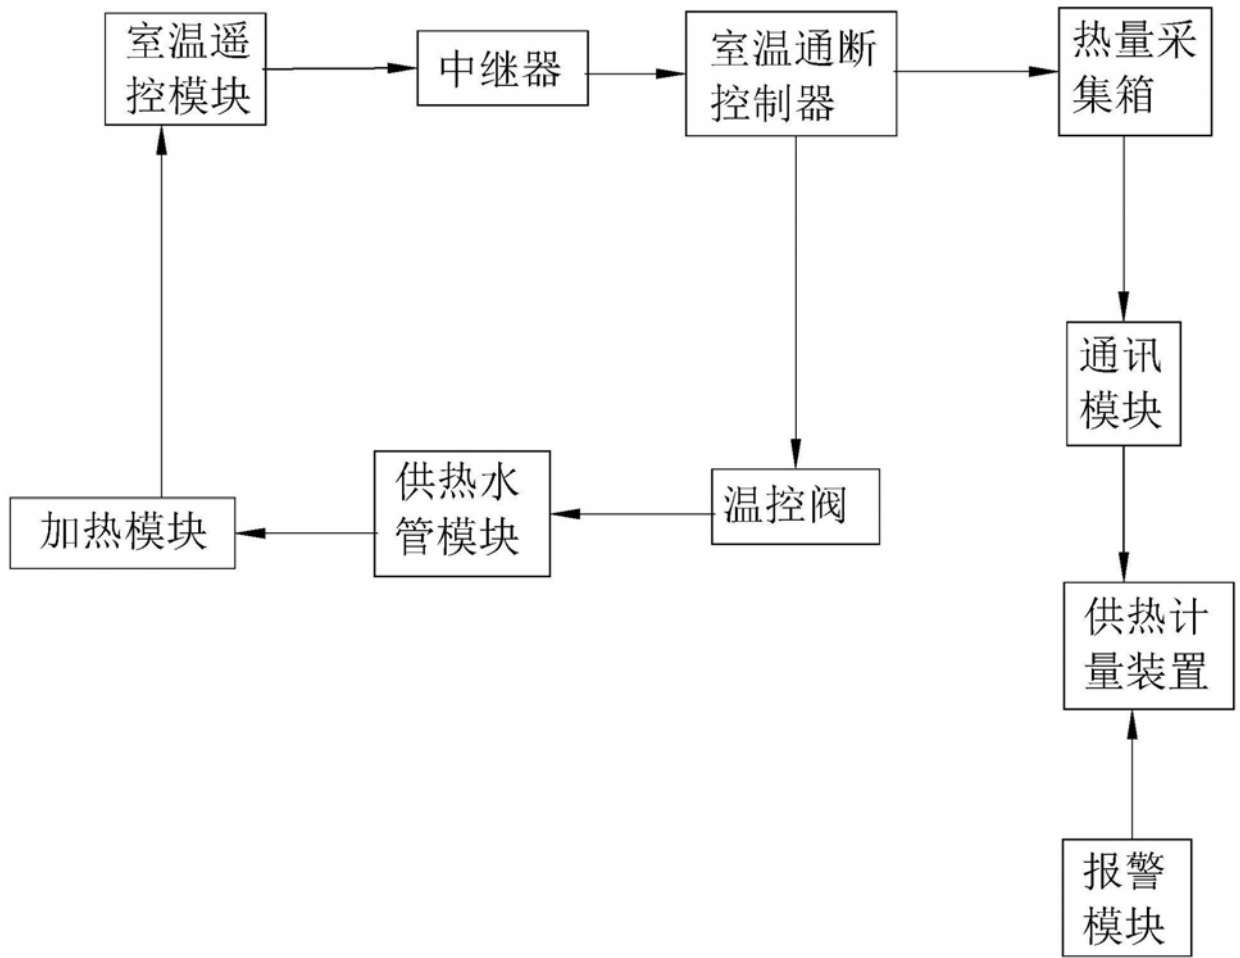 室温遥
控模块
中继器
室温通断
控制器
热量采
集箱
通讯
模块
供热水
管模块
温控阀
加热模块
供热计
量装置
报警
模块